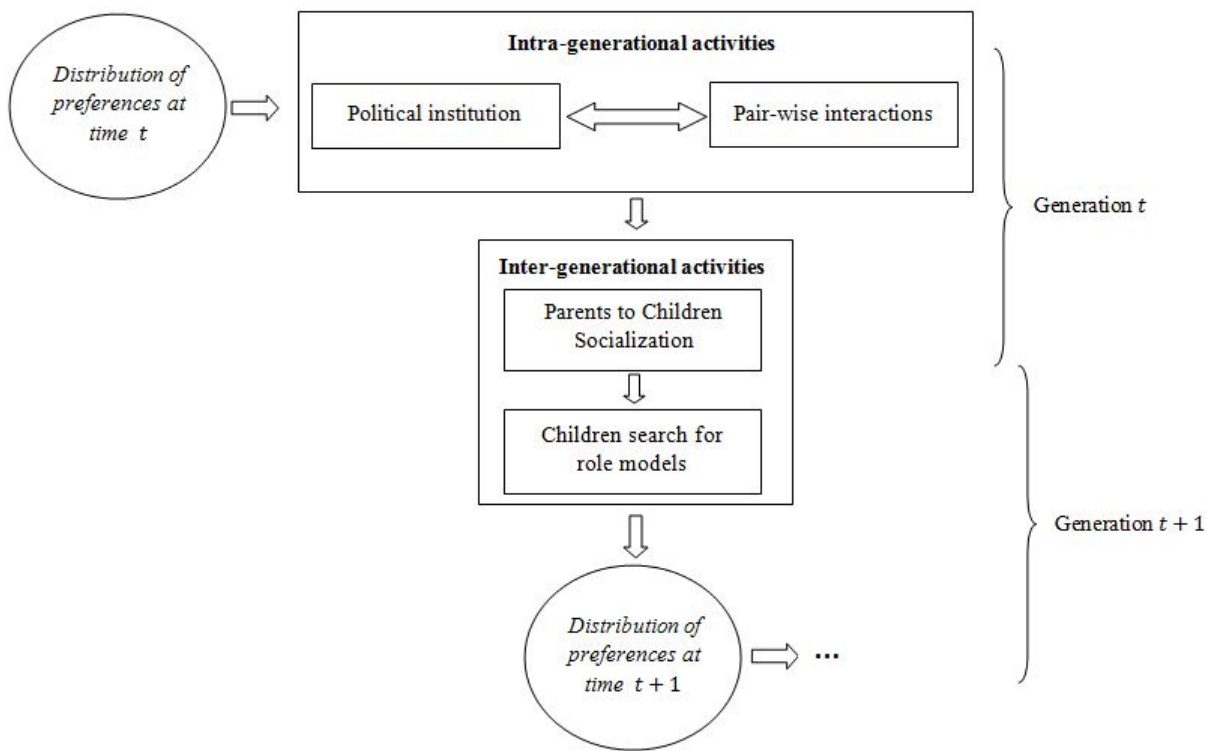 Intra-generational activities
Distribution of
preferences at
time t
Political institution
Pair-wise interactions
Generation t
Inter-generational activities
Parents to Children
Socialization
Children search for
role models
Generation t + 1
Distribution of
preferences at
time t + 1
...